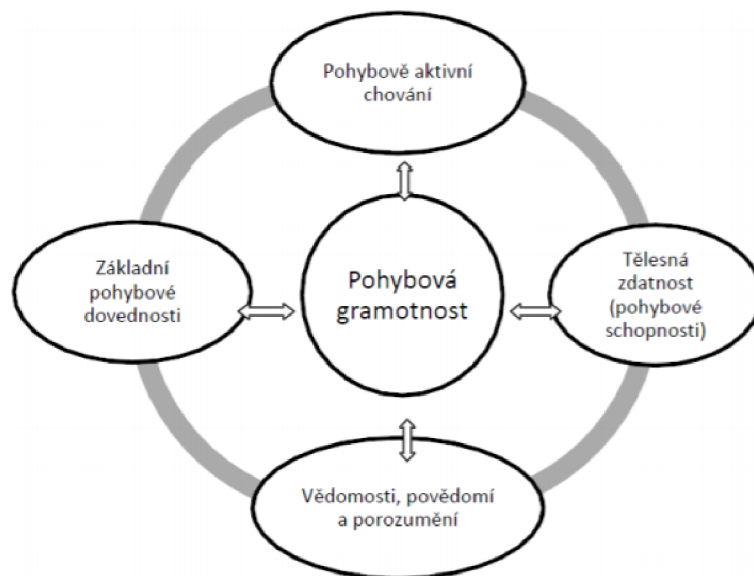 Pohybově aktivní
chování
Základní
pohybové
dovednosti
Pohybová
gramotnost
Tělesná
zdatnost
(pohybové
schopnosti)
Vědomosti, povědomí
a porozumění